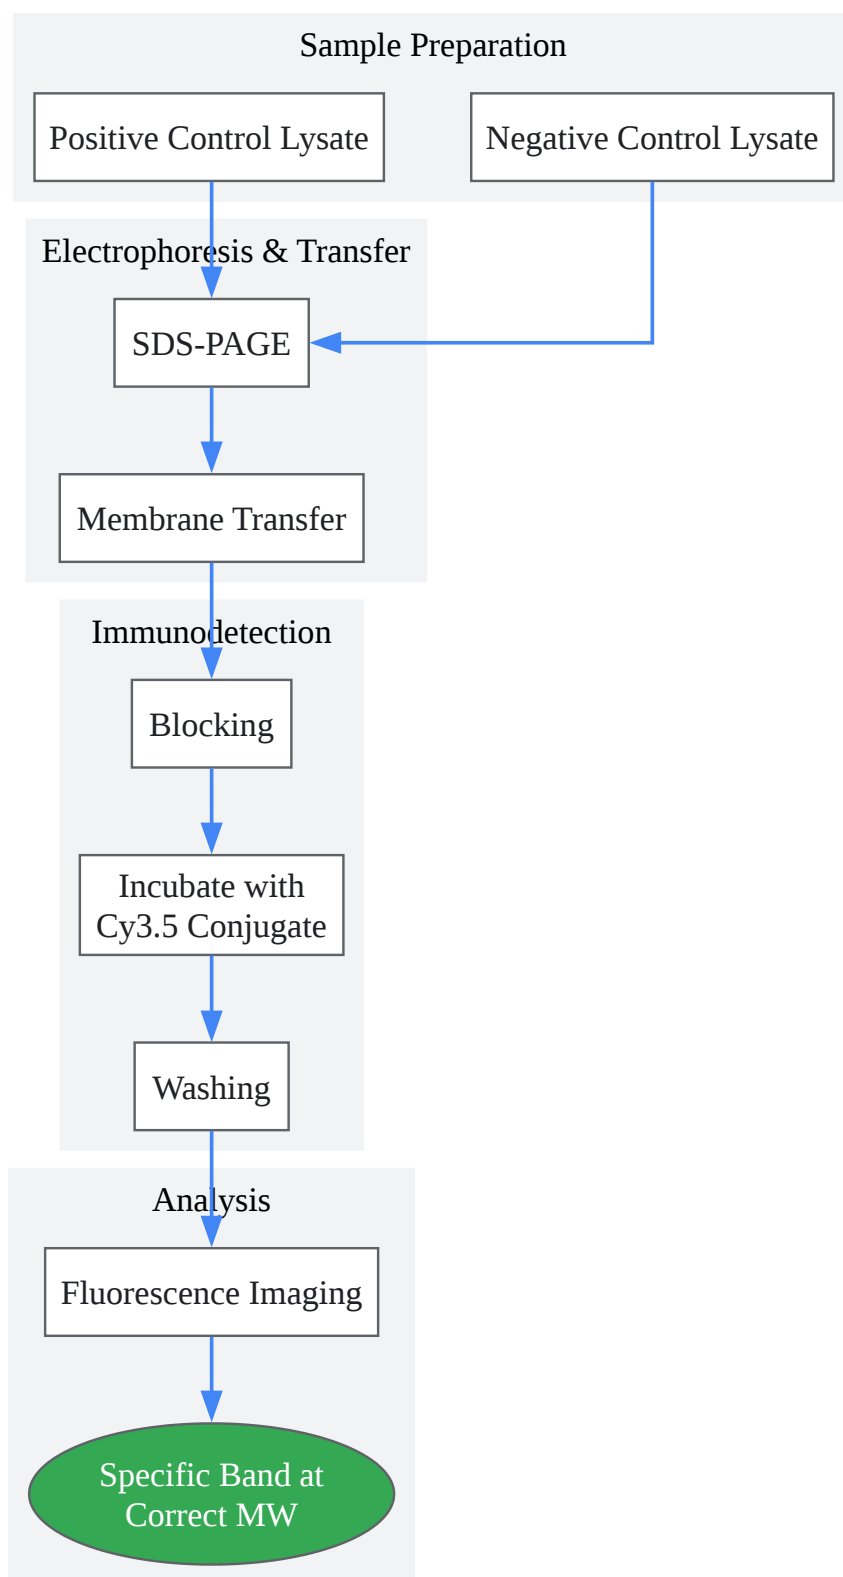 Sample Preparation
Positive Control Lysate
Negative Control Lysate
Electrophoresis & Transfer
SDS-PAGE
Membrane Transfer
Immunodetection
Blocking
Incubate with
Cy3.5 Conjugate
Washing
Analysis
Fluorescence Imaging
Specific Band at
Correct MW